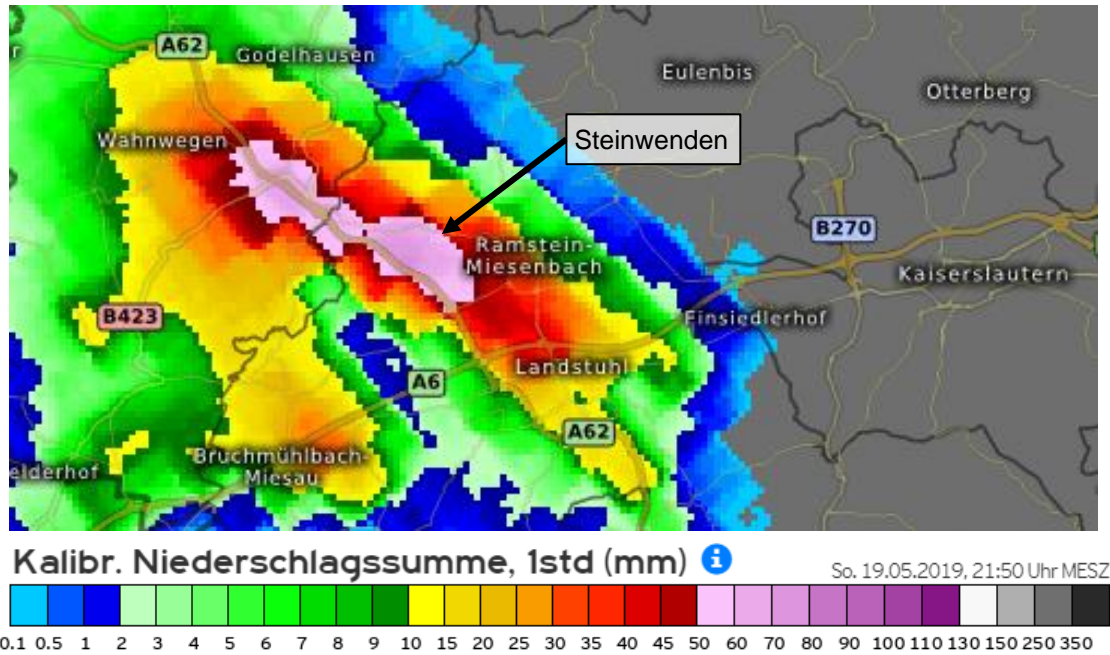 A62
Godelhausen
Eulenbis
Otterberg
Wahnwegen
Steinwenden
B270
Ramstein-
Miesenbach
Kaiserslautern
B423
Einsiedlerhof
Landstuhl
A6
A62
Bruchmühlbach-
Miesau
elderhof
Kalibr. Niederschlagssumme, 1std (mm) i
So. 19.05.2019, 21:50 Uhr MESZ
0.1 0.5 1 2 3 4 5 6 7 8 9 10 15 20 25 30 35 40 45 50 60 70 80 90 100 110 130 150 250 350